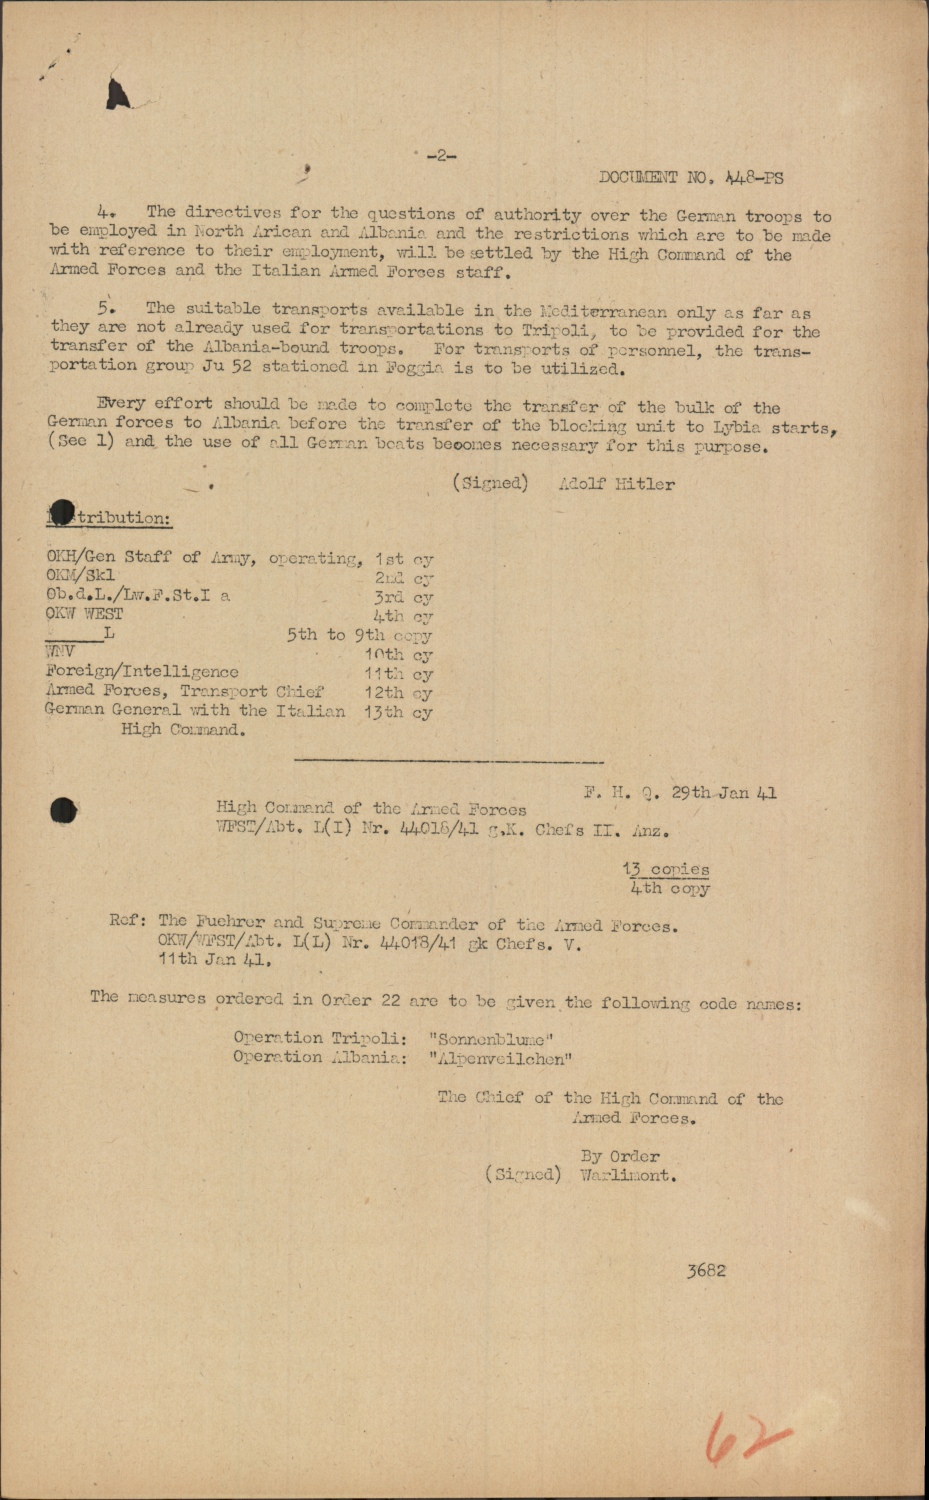 -2-
DOCUMENT NO. 448-PS
4. The directives for the questions of authority over the German troops to
be employed in North Arican and Albania and the restrictions which are to be made
with reference to their employment, will be settled by the High Command of the
Armed Forces and the Italian Armed Forces staff.
5. The suitable transports available in the Mediterranean only as far as
they are not already used for transportations to Tripoli, to be provided for the
transfer of the Albania-bound troops. For transports of personnel, the trans-
portation group Ju 52 stationed in Foggia is to be utilized.
Every effort should be made to complete the transfer of the bulk of the
German forces to Albania before the transfer of the blocking unit to Lybia starts,
(See 1) and the use of all German boats becomes necessary for this purpose.
(Signed) Adolf Hitler
tribution:
OKH/Gen Staff of Army, operating, 1st cy
OKM/Skl 2nd cy
Ob.d.L./Lw.F.St.I a 3rd cy
OKW WEST 4th cy
______L 5th to 9th copy
WNV 10th cy
Foreign/Intelligence 11th cy
Armed Forces, Transport Chief 12th cy
German General with the Italian 13th cy
High Command.
F. H. Q. 29th Jan 41
High Command of the Armed Forces
WFST/Abt. L(I) Nr. 44018/41 g.K. Chefs II. Anz.
13 copies
4th copy
Ref: The Fuehrer and Supreme Commander of the Armed Forces.
OKW/WFST/Abt. L(L) Nr. 44018/41 gk Chefs. V.
11th Jan 41.
The measures ordered in Order 22 are to be given the following code names:
Operation Tripoli: "Sonnenblume"
Operation Albania: "Alpenveilchen"
The Chief of the High Command of the
Armed Forces.
By Order
(Signed) Warlimont.
3682
62